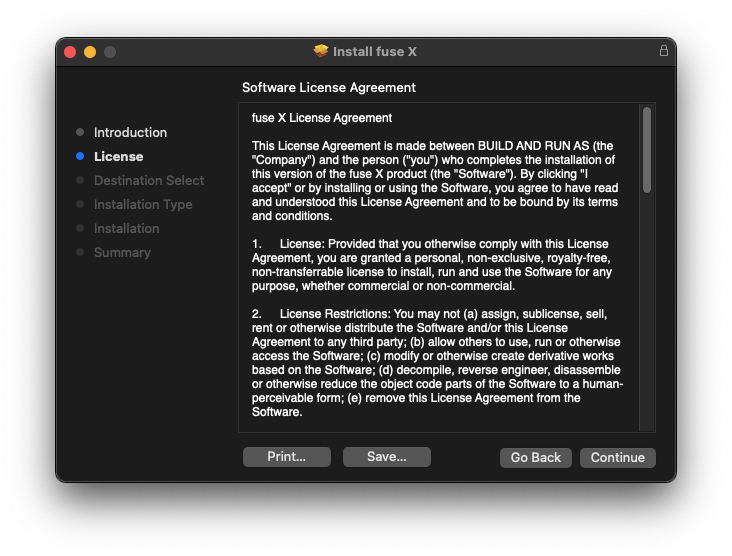 Install fuse X
Software License Agreement
Introduction
License
Destination Select
Installation Type
Installation
Summary
fuse X License Agreement
This License Agreement is made between BUILD AND RUN AS (the
"Company") and the person ("you") who completes the installation of
this version of the fuse X product (the "Software"). By clicking "I
accept" or by installing or using the Software, you agree to have read
and understood this License Agreement and to be bound by its terms
and conditions.
1. License: Provided that you otherwise comply with this License
Agreement, you are granted a personal, non-exclusive, royalty-free,
non-transferrable license to install, run and use the Software for any
purpose, whether commercial or non-commercial.
2. License Restrictions: You may not (a) assign, sublicense, sell,
rent or otherwise distribute the Software and/or this License
Agreement to any third party; (b) allow others to use, run or otherwise
access the Software; (c) modify or otherwise create derivative works
based on the Software; (d) decompile, reverse engineer, disassemble
or otherwise reduce the object code parts of the Software to a human-
perceivable form; (e) remove this License Agreement from the
Software.
Print...
Save...
Go Back
Continue